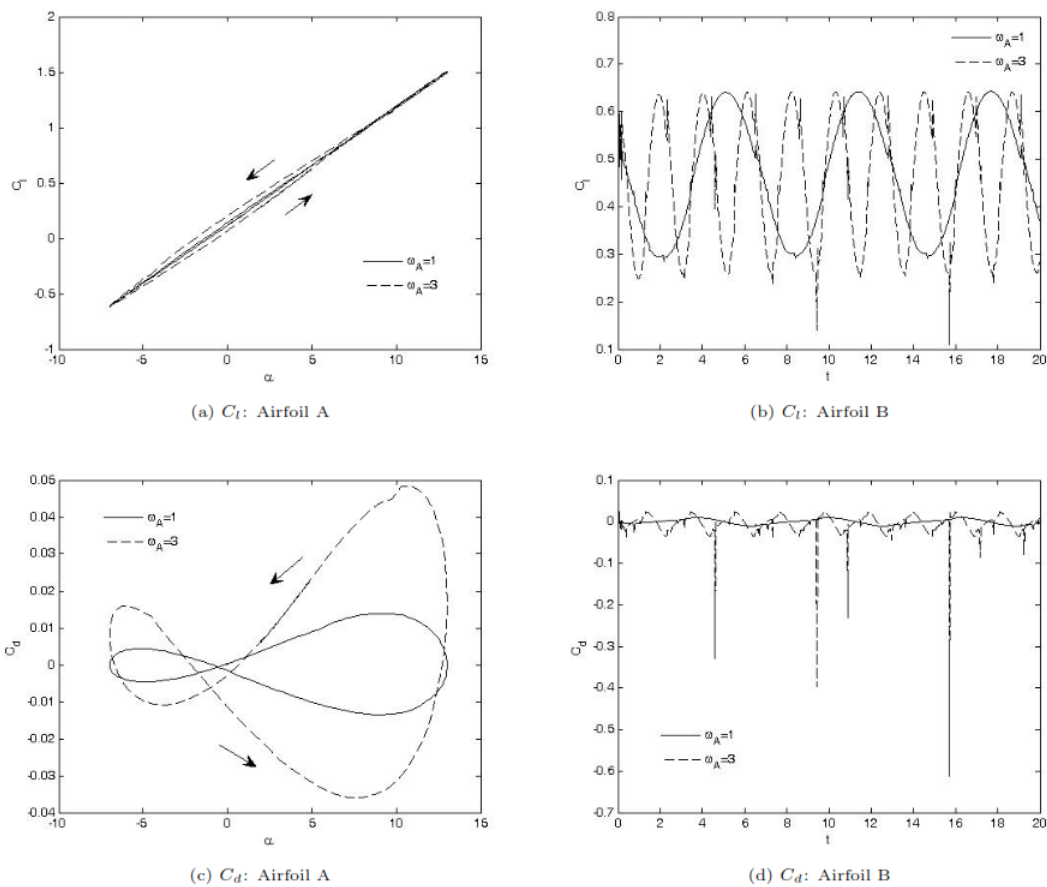 2
1.5
1
0.5
0
-0.5
-1
-10 -5 0 5 10 15
C_l
α
ω_A=1
ω_A=3
(a) C_l: Airfoil A
0.8
0.7
0.6
0.5
0.4
0.3
0.2
0.1
0 2 4 6 8 10 12 14 16 18 20
C_l
t
ω_A=1
ω_A=3
(b) C_l: Airfoil B
0.05
0.04
0.03
0.02
0.01
0
-0.01
-0.02
-0.03
-0.04
-10 -5 0 5 10 15
C_d
α
ω_A=1
ω_A=3
(c) C_d: Airfoil A
0.1
0
-0.1
-0.2
-0.3
-0.4
-0.5
-0.6
-0.7
0 2 4 6 8 10 12 14 16 18 20
C_d
t
ω_A=1
ω_A=3
(d) C_d: Airfoil B